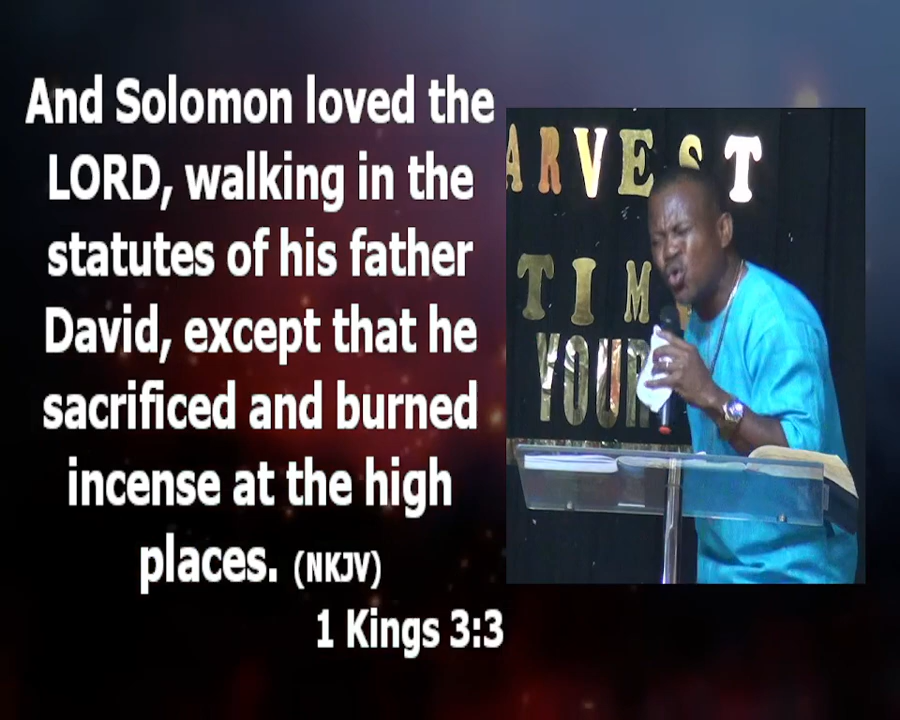 And Solomon loved the
LORD, walking in the
statutes of his father
David, except that he
sacrificed and burned
incense at the high
places. (NKJV)
1 Kings 3:3
ARVEST
TIM
YOUR